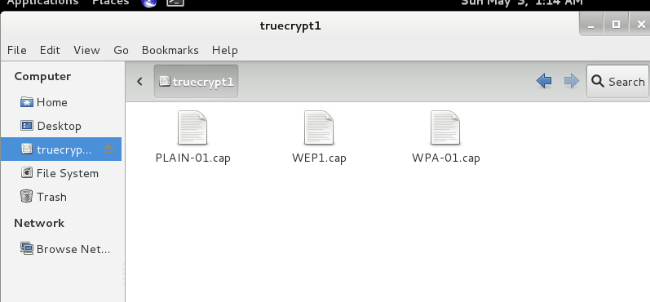 Applications Places Sun May 3, 1:14 AM
truecrypt1
File Edit View Go Bookmarks Help
Computer
Home
Desktop
truecryp...
File System
Trash
Network
Browse Net...
truecrypt1
Search
PLAIN-01.cap WEP1.cap WPA-01.cap